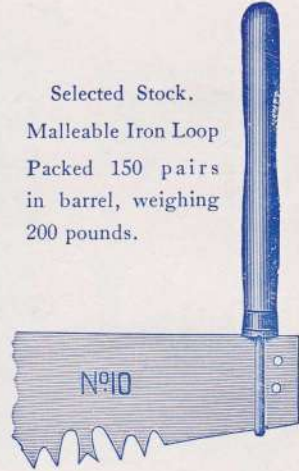 Selected Stock.
Malleable Iron Loop
Packed 150 pairs
in barrel, weighing
200 pounds.
Nº10